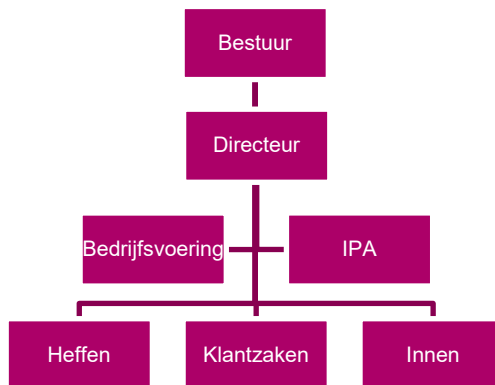 Bestuur
Directeur
Bedrijfsvoering
IPA
Heffen
Klantzaken
Innen